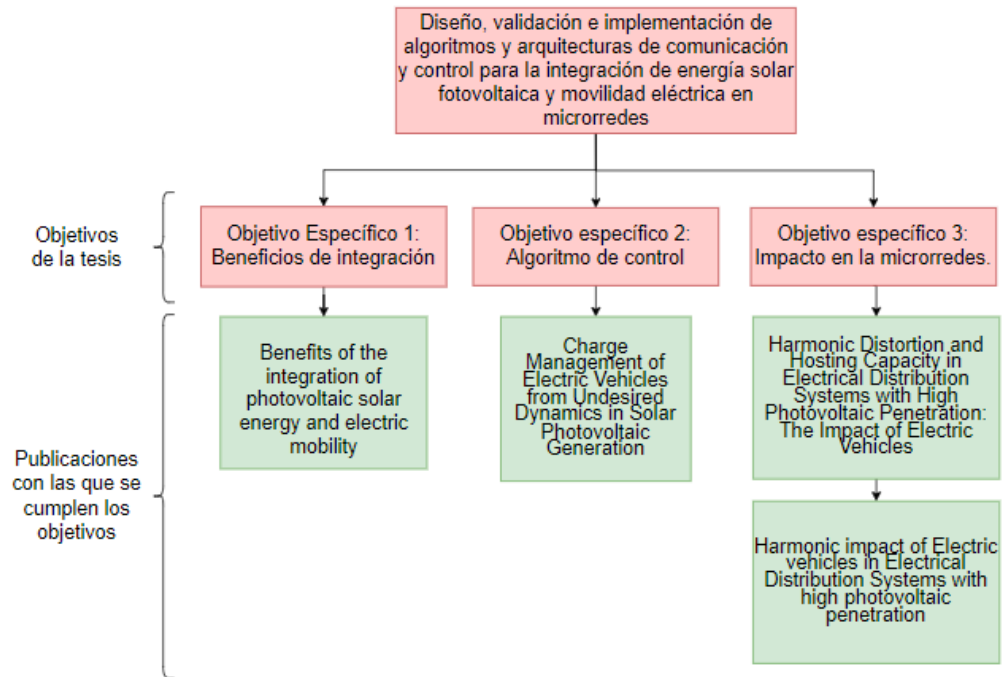 Diseño, validación e implementación de
algoritmos y arquitecturas de comunicación
y control para la integración de energía solar
fotovoltaica y movilidad eléctrica en
microrredes
Objetivos
de la tesis
Objetivo Específico 1:
Beneficios de integración
Objetivo específico 2:
Algoritmo de control
Objetivo específico 3:
Impacto en la microrredes.
Publicaciones
con las que se
cumplen los
objetivos
Benefits of the
integration of
photovoltaic solar
energy and electric
mobility
Charge
Management of
Electric Vehicles
from Undesired
Dynamics in Solar
Photovoltaic
Generation
Harmonic Distortion and
Hosting Capacity in
Electrical Distribution
Systems with High
Photovoltaic Penetration:
The Impact of Electric
Vehicles
Harmonic impact of Electric
vehicles in Electrical
Distribution Systems with
high photovoltaic
penetration